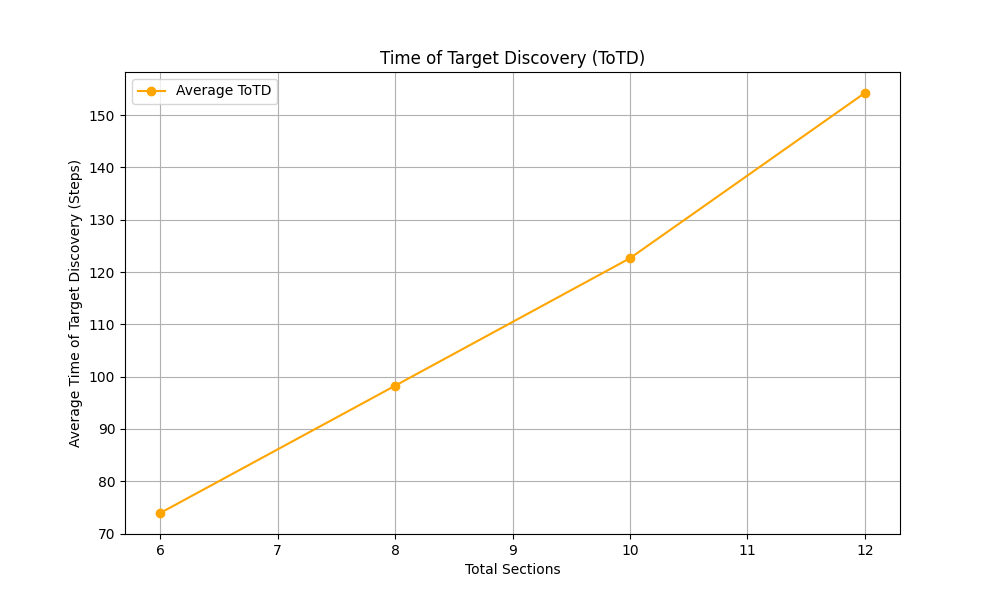 Time of Target Discovery (ToTD)
Average ToTD
Average Time of Target Discovery (Steps)
150
140
130
120
110
100
90
80
70
6 7 8 9 10 11 12
Total Sections